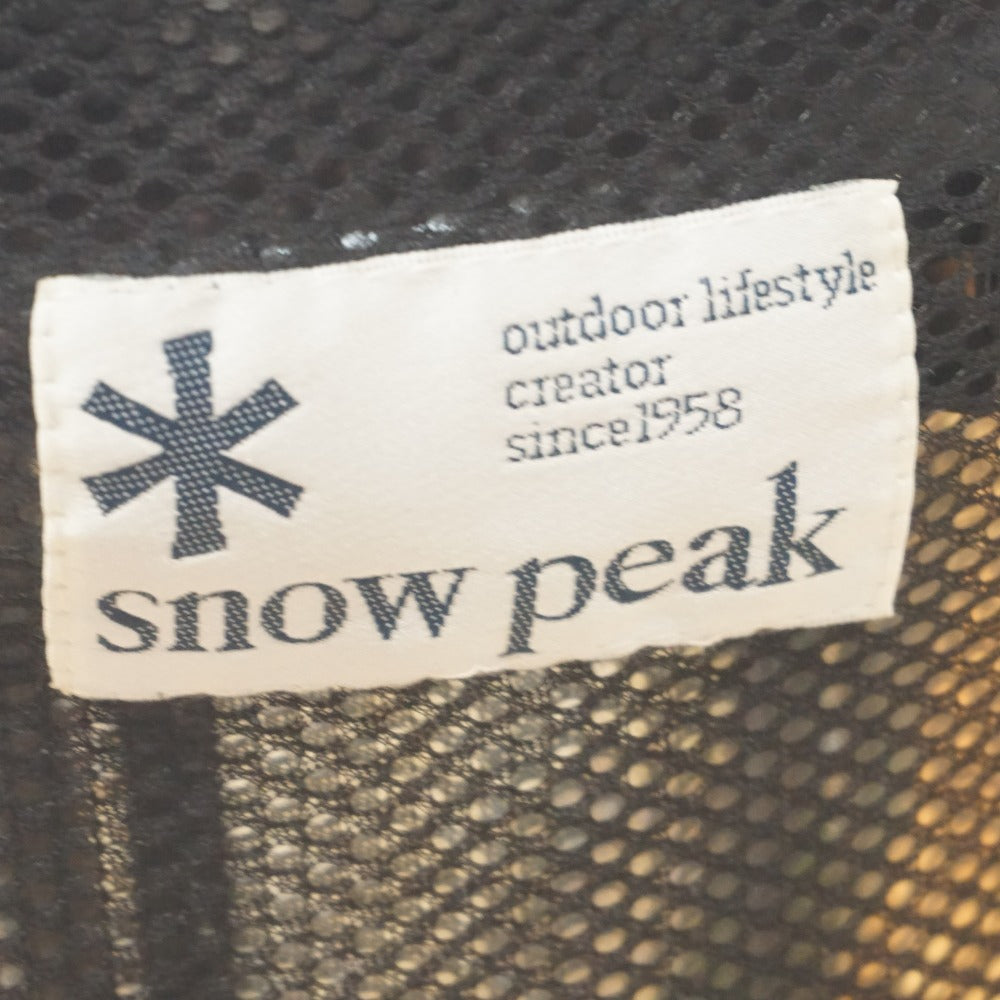 outdoor lifestyle
creator
since1958
snow peak